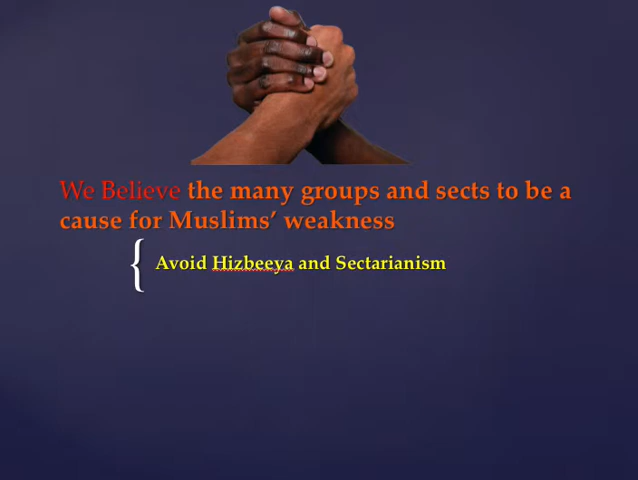 We Believe the many groups and sects to be a
cause for Muslims’ weakness
Avoid Hizbeeya and Sectarianism